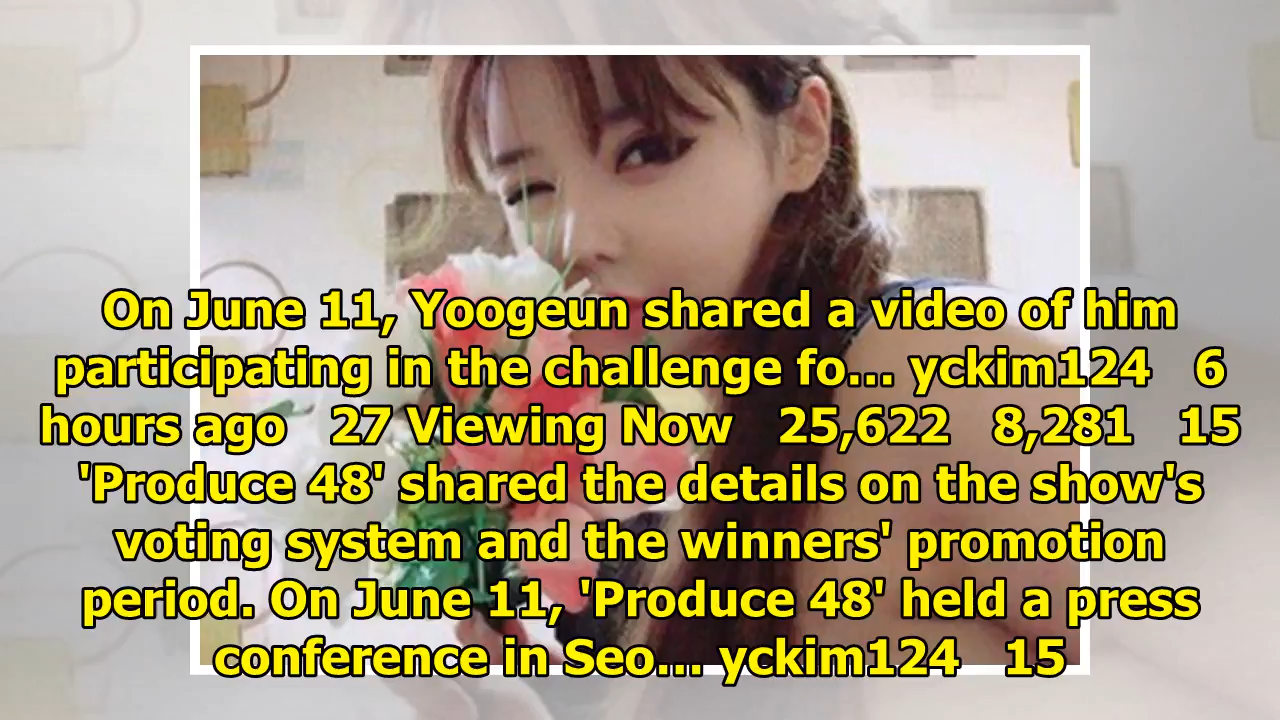 On June 11, Yoogeun shared a video of him
participating in the challenge fo... yckim124 6
hours ago 27 Viewing Now 25,622 8,281 15
'Produce 48' shared the details on the show's
voting system and the winners' promotion
period. On June 11, 'Produce 48' held a press
conference in Seo... yckim124 15